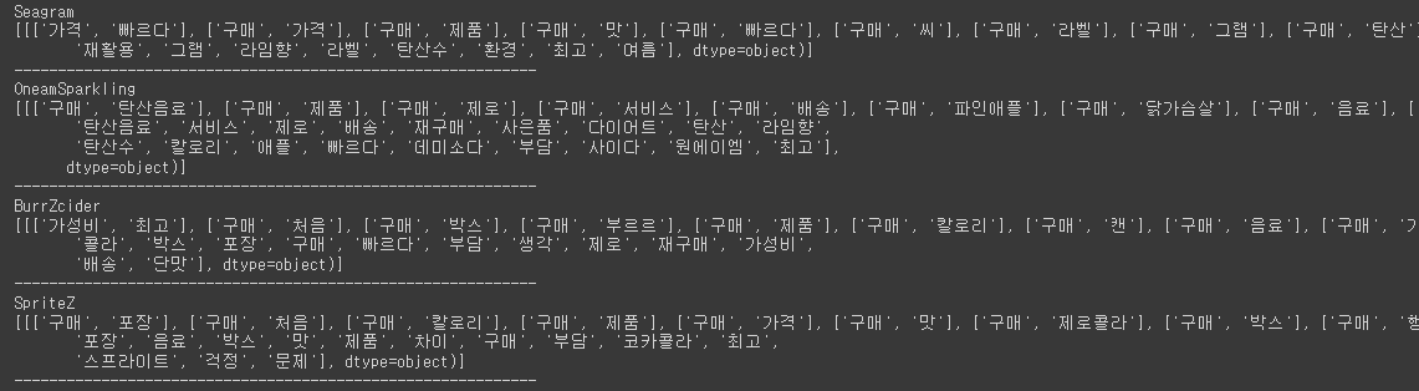 Seagram
[[['가격', '빠르다'], ['구매', '가격'], ['구매', '제품'], ['구매', '맛'], ['구매', '빠르다'], ['구매', '씨'], ['구매', '라벨'], ['구매', '그램'], ['구매', '탄산'
'재활용', '그램', '라임향', '라벨', '탄산수', '환경', '최고', '여름'], dtype=object)]
------------------------------------------------------------
OneamSparkling
[[['구매', '탄산음료'], ['구매', '제품'], ['구매', '제로'], ['구매', '서비스'], ['구매', '배송'], ['구매', '파인애플'], ['구매', '닭가슴살'], ['구매', '음료'], [
'탄산음료', '서비스', '제로', '배송', '재구매', '사은품', '다이어트', '탄산', '라임향',
'탄산수', '칼로리', '애플', '빠르다', '데미소다', '부담', '사이다', '원에이엠', '최고'],
dtype=object)]
------------------------------------------------------------
BurrZcider
[[['가성비', '최고'], ['구매', '처음'], ['구매', '박스'], ['구매', '부르르'], ['구매', '제품'], ['구매', '칼로리'], ['구매', '캔'], ['구매', '음료'], ['구매', '
'콜라', '박스', '포장', '구매', '빠르다', '부담', '생각', '제로', '재구매', '가성비',
'배송', '단맛'], dtype=object)]
------------------------------------------------------------
SpriteZ
[[['구매', '포장'], ['구매', '처음'], ['구매', '칼로리'], ['구매', '제품'], ['구매', '가격'], ['구매', '맛'], ['구매', '제로콜라'], ['구매', '박스'], ['구매', '
'포장', '음료', '박스', '맛', '제품', '차이', '구매', '부담', '코카콜라', '최고',
'스프라이트', '걱정', '문제'], dtype=object)]
------------------------------------------------------------